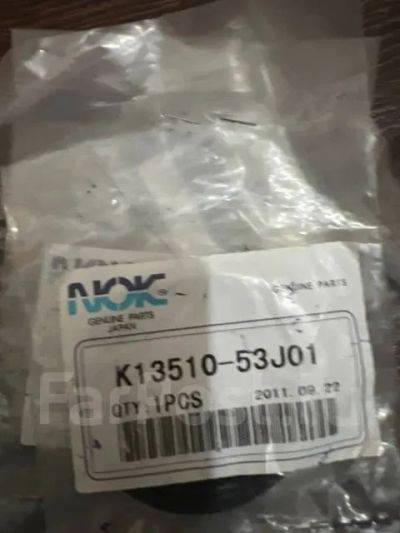 NOK®
GENUINE PARTS
GENUINE PARTS
JAPAN
K13510-53J01
QTY.1PCS 2011.09.22